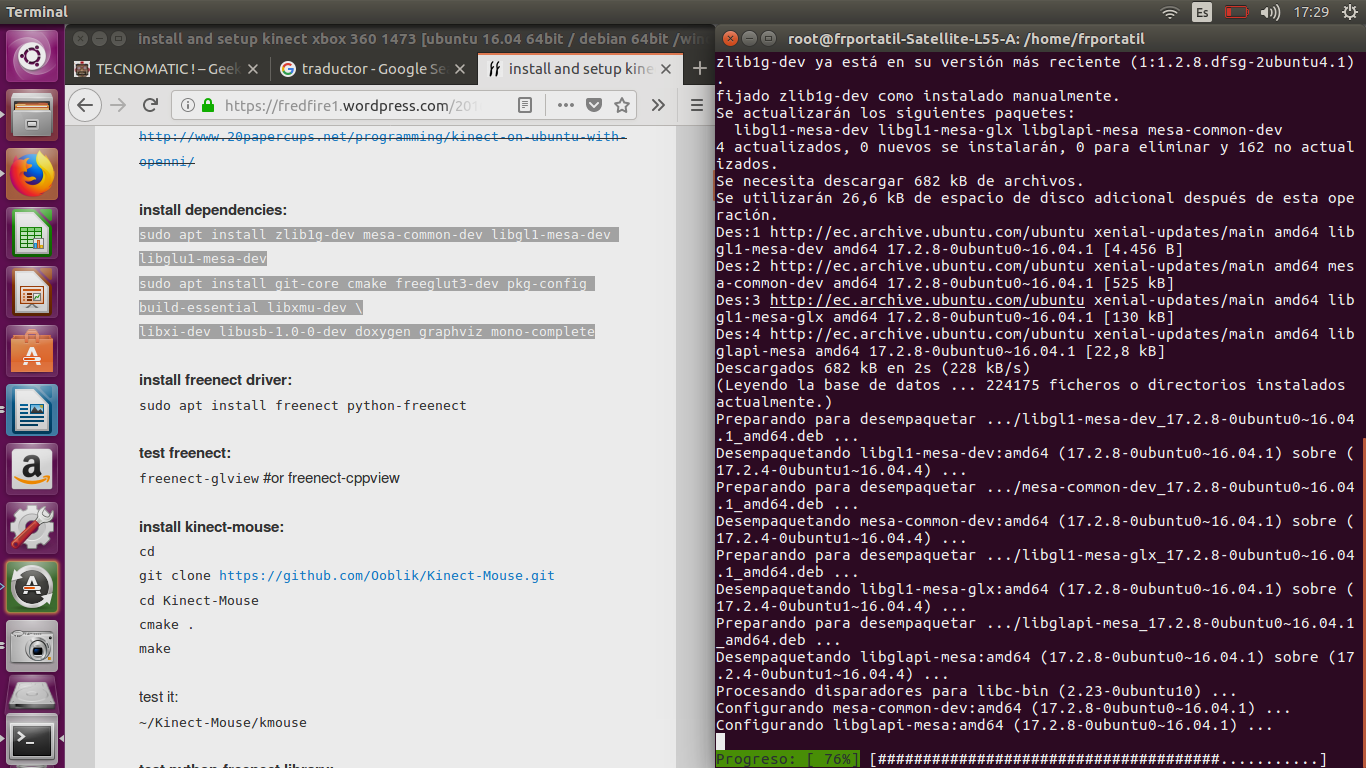 Terminal
Es
17:29
install and setup kinect xbox 360 1473 [ubuntu 16.04 64bit / debian 64bit /win
TECNOMATIC ! – Geek
traductor - Google Se
install and setup kine
https://fredfire1.wordpress.com/201
http://www.20papercups.net/programming/kinect-on-ubuntu-with-
openni/
install dependencies:
sudo apt install zlib1g-dev mesa-common-dev libgl1-mesa-dev
libglu1-mesa-dev
sudo apt install git-core cmake freeglut3-dev pkg-config
build-essential libxmu-dev \
libxi-dev libusb-1.0-0-dev doxygen graphviz mono-complete
install freenect driver:
sudo apt install freenect python-freenect
test freenect:
freenect-glview #or freenect-cppview
install kinect-mouse:
cd
git clone https://github.com/Ooblik/Kinect-Mouse.git
cd Kinect-Mouse
cmake .
make
test it:
~/Kinect-Mouse/kmouse
test python freenect library:
root@frportatil-Satellite-L55-A: /home/frportatil
zlib1g-dev ya está en su versión más reciente (1:1.2.8.dfsg-2ubuntu4.1)
.
fijado zlib1g-dev como instalado manualmente.
Se actualizarán los siguientes paquetes:
libgl1-mesa-dev libgl1-mesa-glx libglapi-mesa mesa-common-dev
4 actualizados, 0 nuevos se instalarán, 0 para eliminar y 162 no actual
izados.
Se necesita descargar 682 kB de archivos.
Se utilizarán 26,6 kB de espacio de disco adicional después de esta ope
ración.
Des:1 http://ec.archive.ubuntu.com/ubuntu xenial-updates/main amd64 lib
gl1-mesa-dev amd64 17.2.8-0ubuntu0~16.04.1 [4.456 B]
Des:2 http://ec.archive.ubuntu.com/ubuntu xenial-updates/main amd64 mes
a-common-dev amd64 17.2.8-0ubuntu0~16.04.1 [525 kB]
Des:3 http://ec.archive.ubuntu.com/ubuntu xenial-updates/main amd64 lib
gl1-mesa-glx amd64 17.2.8-0ubuntu0~16.04.1 [130 kB]
Des:4 http://ec.archive.ubuntu.com/ubuntu xenial-updates/main amd64 lib
glapi-mesa amd64 17.2.8-0ubuntu0~16.04.1 [22,8 kB]
Descargados 682 kB en 2s (228 kB/s)
(Leyendo la base de datos ... 224175 ficheros o directorios instalados
actualmente.)
Preparando para desempaquetar .../libgl1-mesa-dev_17.2.8-0ubuntu0~16.04
.1_amd64.deb ...
Desempaquetando libgl1-mesa-dev:amd64 (17.2.8-0ubuntu0~16.04.1) sobre (
17.2.4-0ubuntu1~16.04.4) ...
Preparando para desempaquetar .../mesa-common-dev_17.2.8-0ubuntu0~16.04
.1_amd64.deb ...
Desempaquetando mesa-common-dev:amd64 (17.2.8-0ubuntu0~16.04.1) sobre (
17.2.4-0ubuntu1~16.04.4) ...
Preparando para desempaquetar .../libgl1-mesa-glx_17.2.8-0ubuntu0~16.04
.1_amd64.deb ...
Desempaquetando libgl1-mesa-glx:amd64 (17.2.8-0ubuntu0~16.04.1) sobre (
17.2.4-0ubuntu1~16.04.4) ...
Preparando para desempaquetar .../libglapi-mesa_17.2.8-0ubuntu0~16.04.1
_amd64.deb ...
Desempaquetando libglapi-mesa:amd64 (17.2.8-0ubuntu0~16.04.1) sobre (17
.2.4-0ubuntu1~16.04.4) ...
Procesando disparadores para libc-bin (2.23-0ubuntu10) ...
Configurando mesa-common-dev:amd64 (17.2.8-0ubuntu0~16.04.1) ...
Configurando libglapi-mesa:amd64 (17.2.8-0ubuntu0~16.04.1) ...
Progreso: [ 76%] [######################################...........]